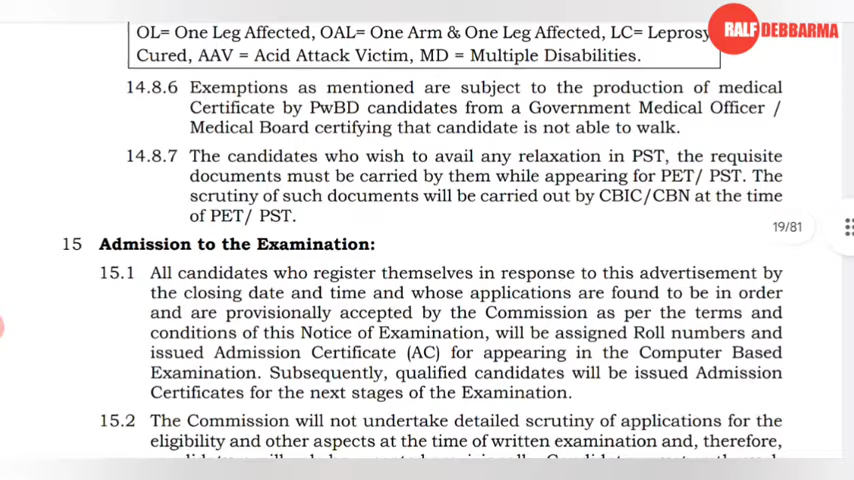 OL= One Leg Affected, OAL= One Arm & One Leg Affected, LC= Leprosy
Cured, AAV = Acid Attack Victim, MD = Multiple Disabilities.
RALF DEBBARMA
14.8.6 Exemptions as mentioned are subject to the production of medical
Certificate by PwBD candidates from a Government Medical Officer /
Medical Board certifying that candidate is not able to walk.
14.8.7 The candidates who wish to avail any relaxation in PST, the requisite
documents must be carried by them while appearing for PET/ PST. The
scrutiny of such documents will be carried out by CBIC/CBN at the time
of PET/ PST.
19/81
15 Admission to the Examination:
15.1 All candidates who register themselves in response to this advertisement by
the closing date and time and whose applications are found to be in order
and are provisionally accepted by the Commission as per the terms and
conditions of this Notice of Examination, will be assigned Roll numbers and
issued Admission Certificate (AC) for appearing in the Computer Based
Examination. Subsequently, qualified candidates will be issued Admission
Certificates for the next stages of the Examination.
15.2 The Commission will not undertake detailed scrutiny of applications for the
eligibility and other aspects at the time of written examination and, therefore,